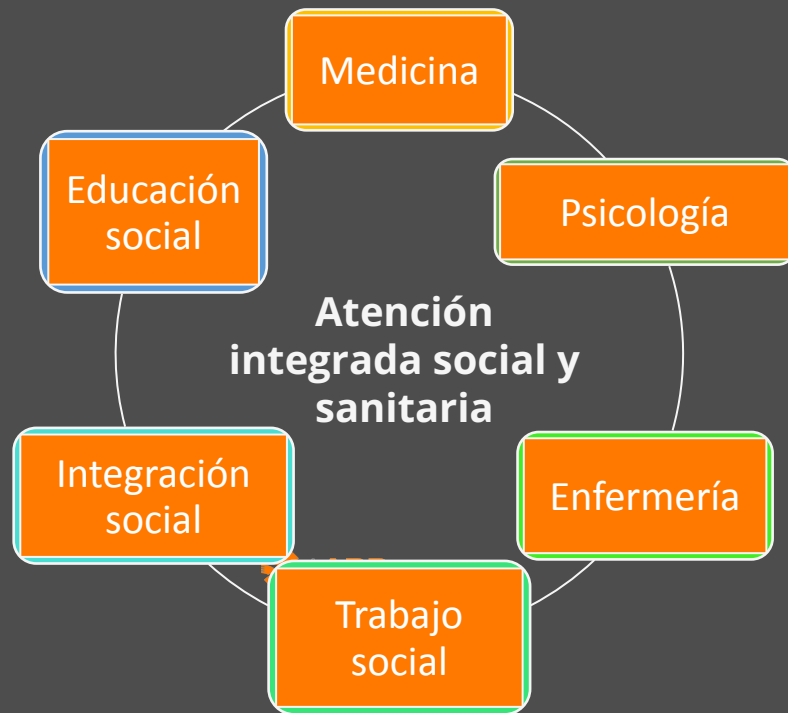 Medicina
Educación
social
Psicología
Atención
integrada social y
sanitaria
Integración
social
Enfermería
Trabajo
social